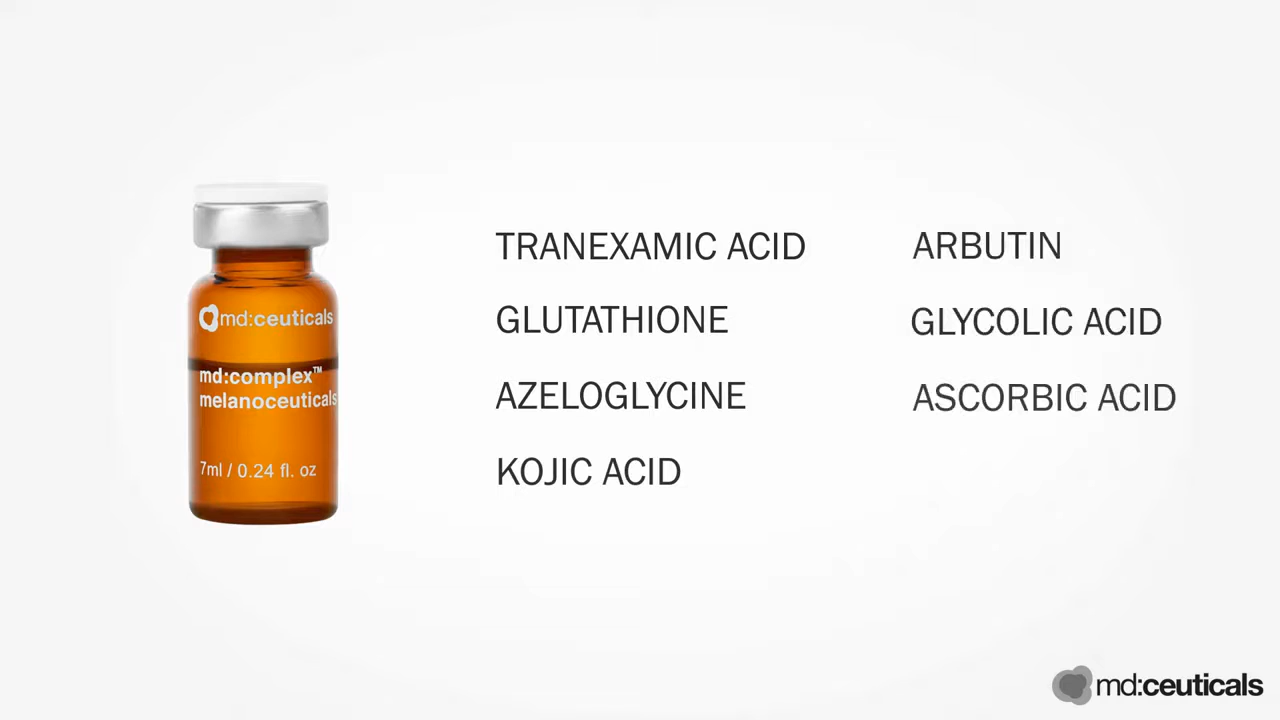 md:ceuticals
md:complex™
melanoceuticals
7ml / 0.24 fl. oz
TRANEXAMIC ACID
GLUTATHIONE
AZELOGLYCINE
KOJIC ACID
ARBUTIN
GLYCOLIC ACID
ASCORBIC ACID
md:ceuticals